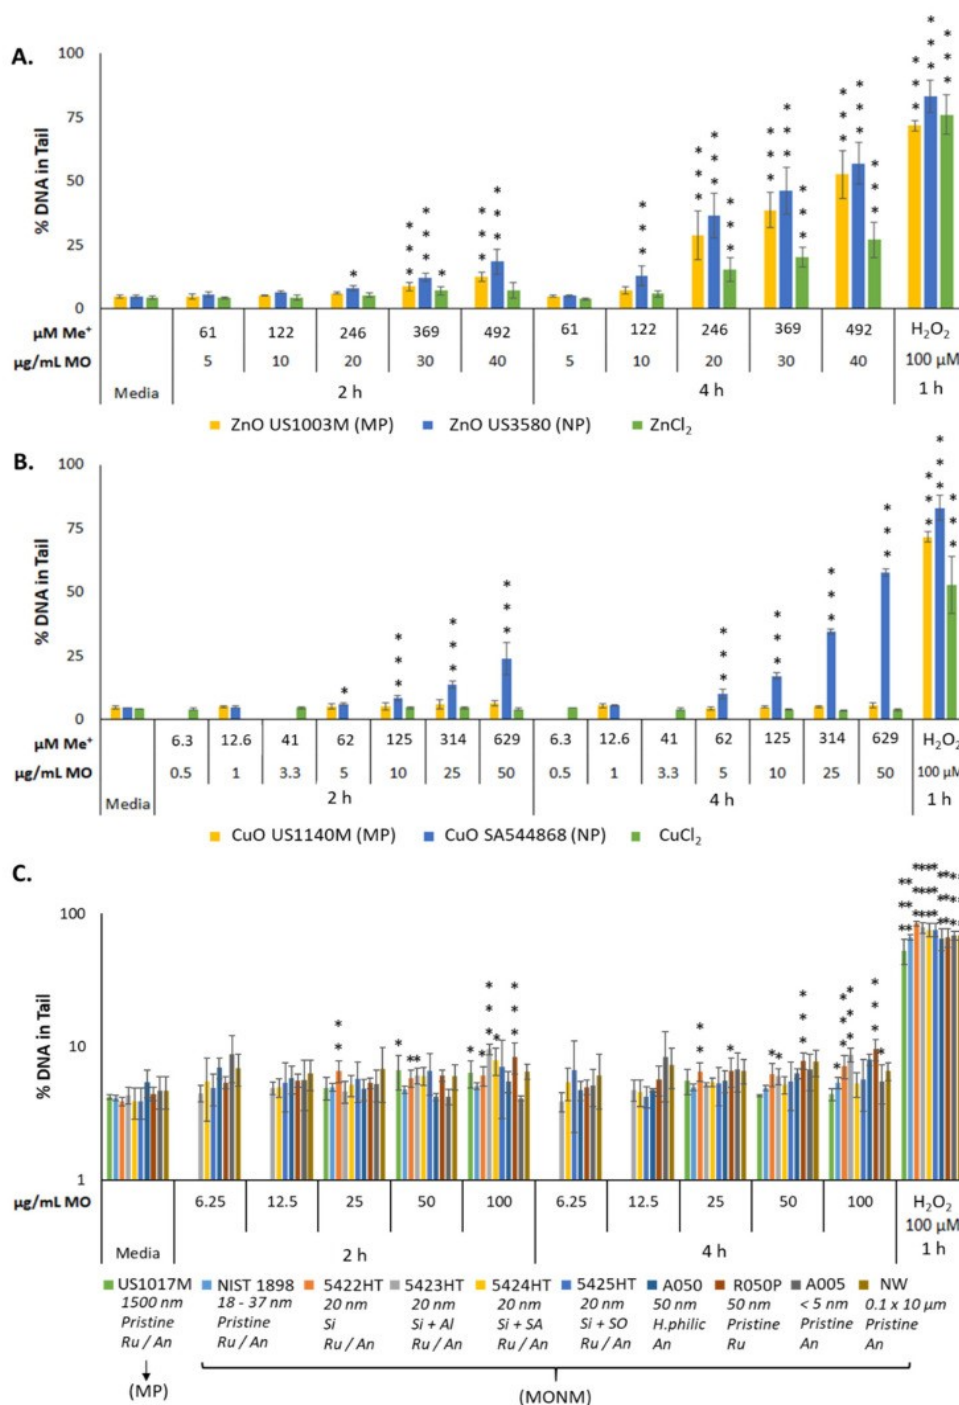 A.
100
75
50
25
0
% DNA in Tail
* * * * * * * * *
* * * * * *
* * * * * * * * *
* * * * * * * * *
* * *
* * * * * * * * *
* * * * * *
* * * * * * *
*
µM Me⁺ 61 122 246 369 492 61 122 246 369 492 H₂O₂
µg/mL MO 5 10 20 30 40 5 10 20 30 40 100 µM
Media 2 h 4 h 1 h
ZnO US1003M (MP) ZnO US3580 (NP) ZnCl₂
B.
100
75
50
25
0
% DNA in Tail
* * * * * * * * *
* * *
* * *
* * *
* * *
* * *
* * *
* * *
*
µM Me⁺ 6.3 12.6 41 62 125 314 629 6.3 12.6 41 62 125 314 629 H₂O₂
µg/mL MO 0.5 1 3.3 5 10 25 50 0.5 1 3.3 5 10 25 50 100 µM
Media 2 h 4 h 1 h
CuO US1140M (MP) CuO SA544868 (NP) CuCl₂
C.
100
10
1
% DNA in Tail
µg/mL MO 6.25 12.5 25 50 100 6.25 12.5 25 50 100 H₂O₂
100 µM
Media 2 h 4 h 1 h
US1017M NIST 1898 5422HT 5423HT 5424HT 5425HT A050 R050P A005 NW
1500 nm 18 - 37 nm 20 nm 20 nm 20 nm 20 nm 50 nm 50 nm < 5 nm 0.1 x 10 µm
Pristine Pristine Si Si + Al Si + SA Si + SO H.philic Pristine Pristine Pristine
Ru / An Ru / An Ru / An Ru / An Ru / An Ru / An An Ru An An
(MP) (MONM)